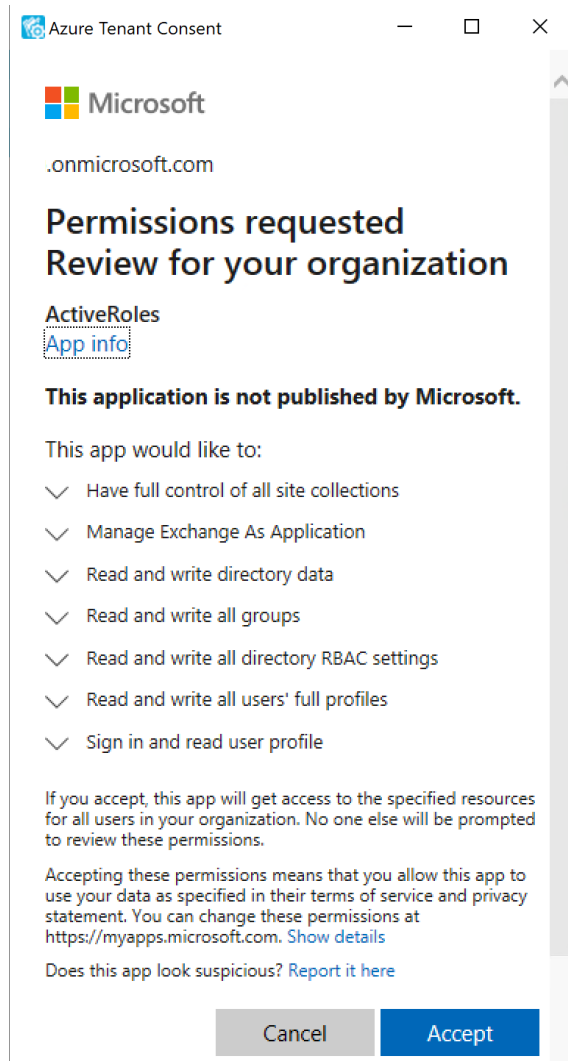 Azure Tenant Consent
Microsoft
.onmicrosoft.com
Permissions requested
Review for your organization
ActiveRoles
App info
This application is not published by Microsoft.
This app would like to:
Have full control of all site collections
Manage Exchange As Application
Read and write directory data
Read and write all groups
Read and write all directory RBAC settings
Read and write all users' full profiles
Sign in and read user profile
If you accept, this app will get access to the specified resources
for all users in your organization. No one else will be prompted
to review these permissions.
Accepting these permissions means that you allow this app to
use your data as specified in their terms of service and privacy
statement. You can change these permissions at
https://myapps.microsoft.com. Show details
Does this app look suspicious? Report it here
Cancel Accept